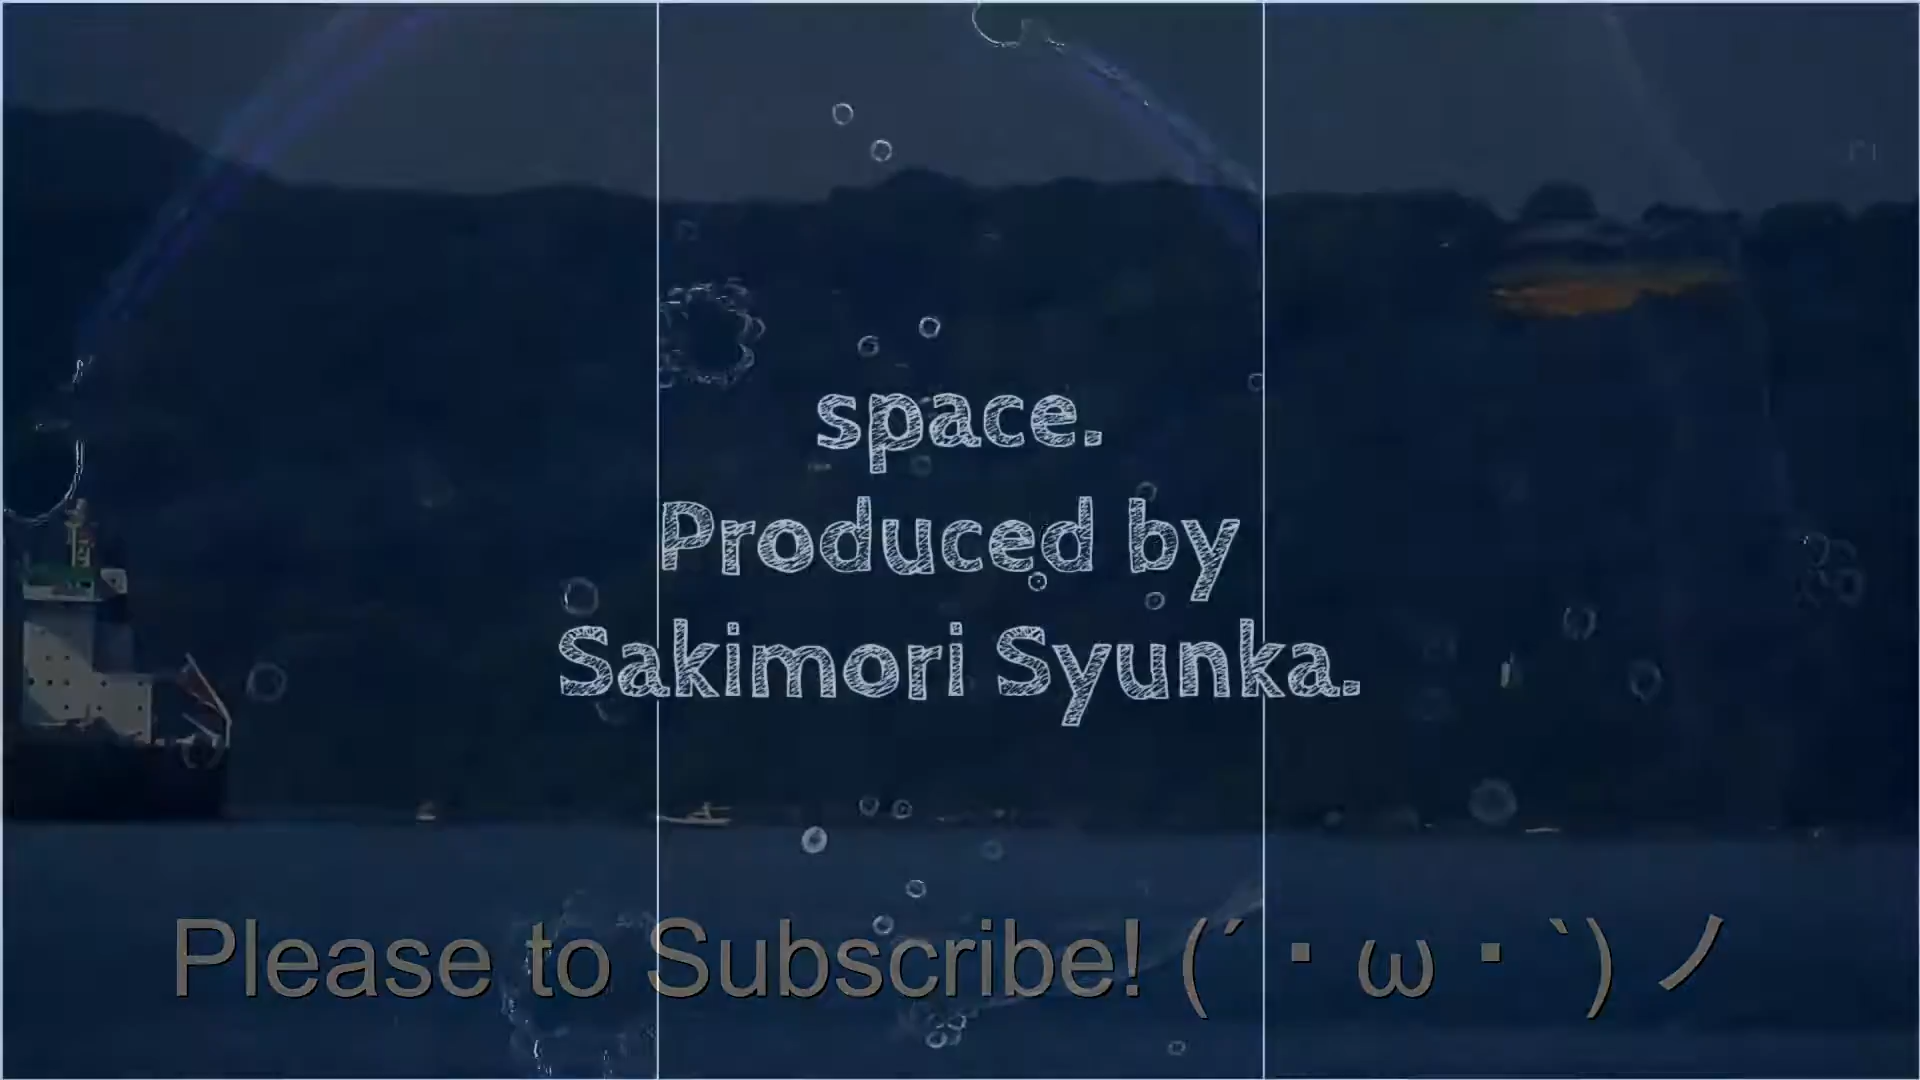 space.
Produced by
Sakimori Syunka.
Please to Subscribe! (´・ω・`)ノ